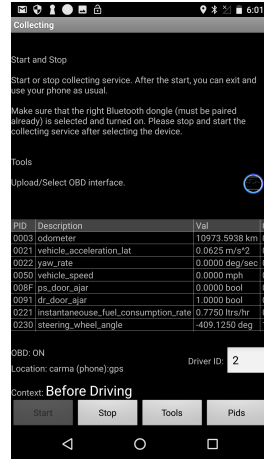 6:01
Collecting
Start and Stop
Start or stop collecting service. After the start, you can exit and
use your phone as usual.
Make sure that the right Bluetooth dongle (must be paired
already) is selected and turned on. Please stop and start the
collecting service after selecting the device.
Tools
Upload/Select OBD interface.
PID Description Val
0003 odometer 10973.5938 km
0021 vehicle_acceleration_lat 0.0625 m/s^2
0022 yaw_rate 0.0000 deg/sec
0050 vehicle_speed 0.0000 mph
008F ps_door_ajar 0.0000 bool
0091 dr_door_ajar 1.0000 bool
0221 instantaneouse_fuel_consumption_rate 0.7750 ltrs/hr
0230 steering_wheel_angle -409.1250 deg
OBD: ON
Location: carma (phone):gps
Driver ID: 2
Context: Before Driving
Start Stop Tools Pids